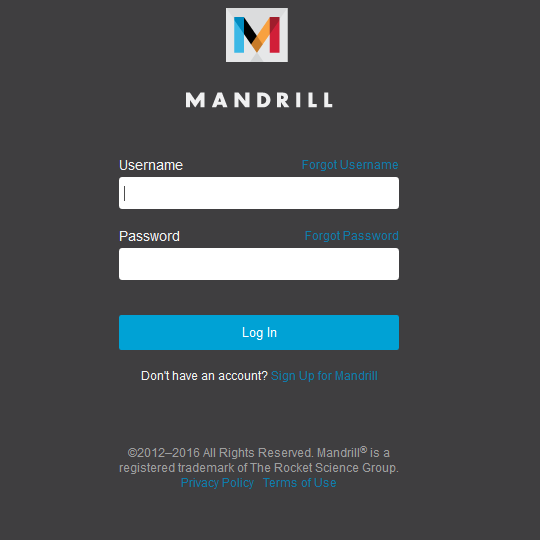 MANDRILL
Username Forgot Username
Password Forgot Password
Log In
Don't have an account? Sign Up for Mandrill
©2012–2016 All Rights Reserved. Mandrill® is a
registered trademark of The Rocket Science Group.
Privacy Policy Terms of Use